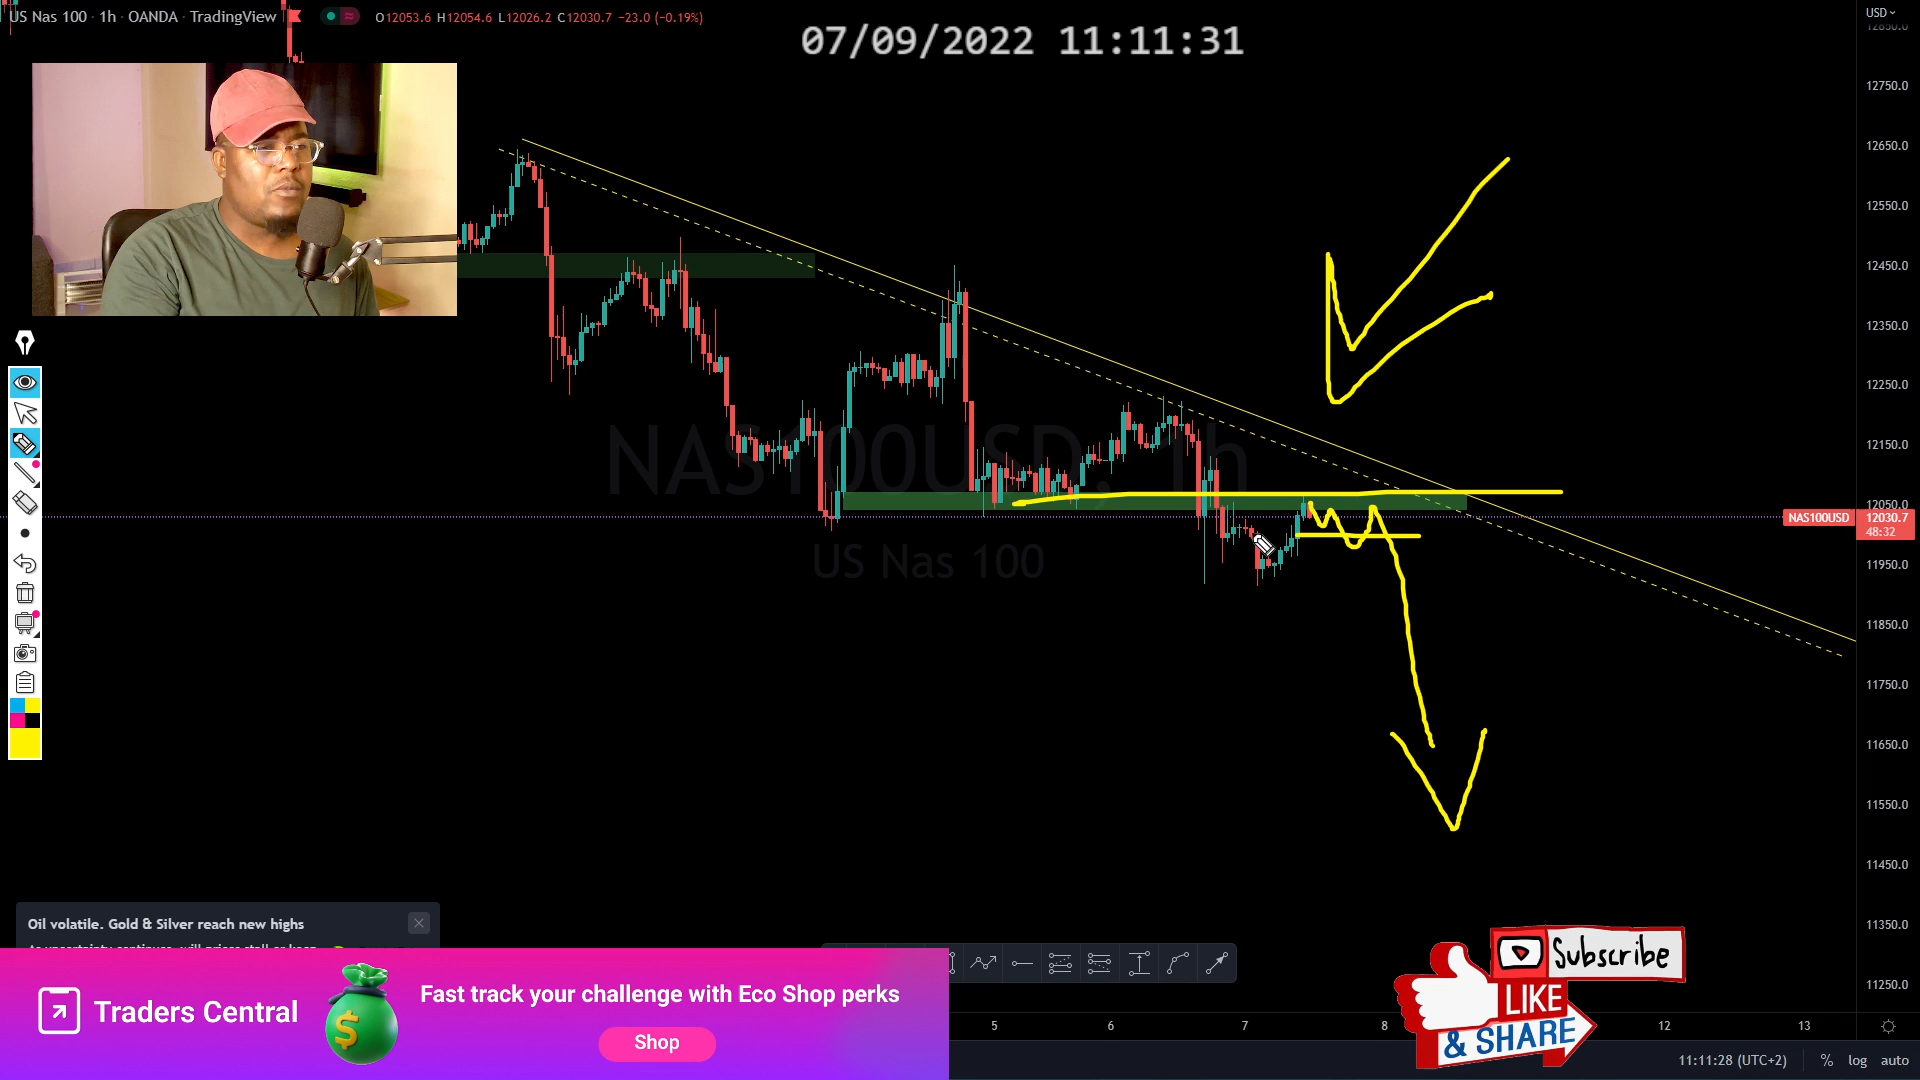 US Nas 100 · 1h · OANDA · TradingView
O12053.6 H12054.6 L12026.2 C12030.7 −23.0 (−0.19%)
07/09/2022 11:11:31
USD
12750.0
12650.0
12550.0
12450.0
12350.0
12250.0
12150.0
12050.0
NAS100USD, 1h
US Nas 100
NAS100USD
12030.7
48:32
11950.0
11850.0
11750.0
11650.0
11550.0
11450.0
11350.0
11250.0
Oil volatile. Gold & Silver reach new highs
Traders Central
Fast track your challenge with Eco Shop perks
Shop
Subscribe
LIKE
& SHARE
5 6 7 8 12 13
11:11:28 (UTC+2) % log auto